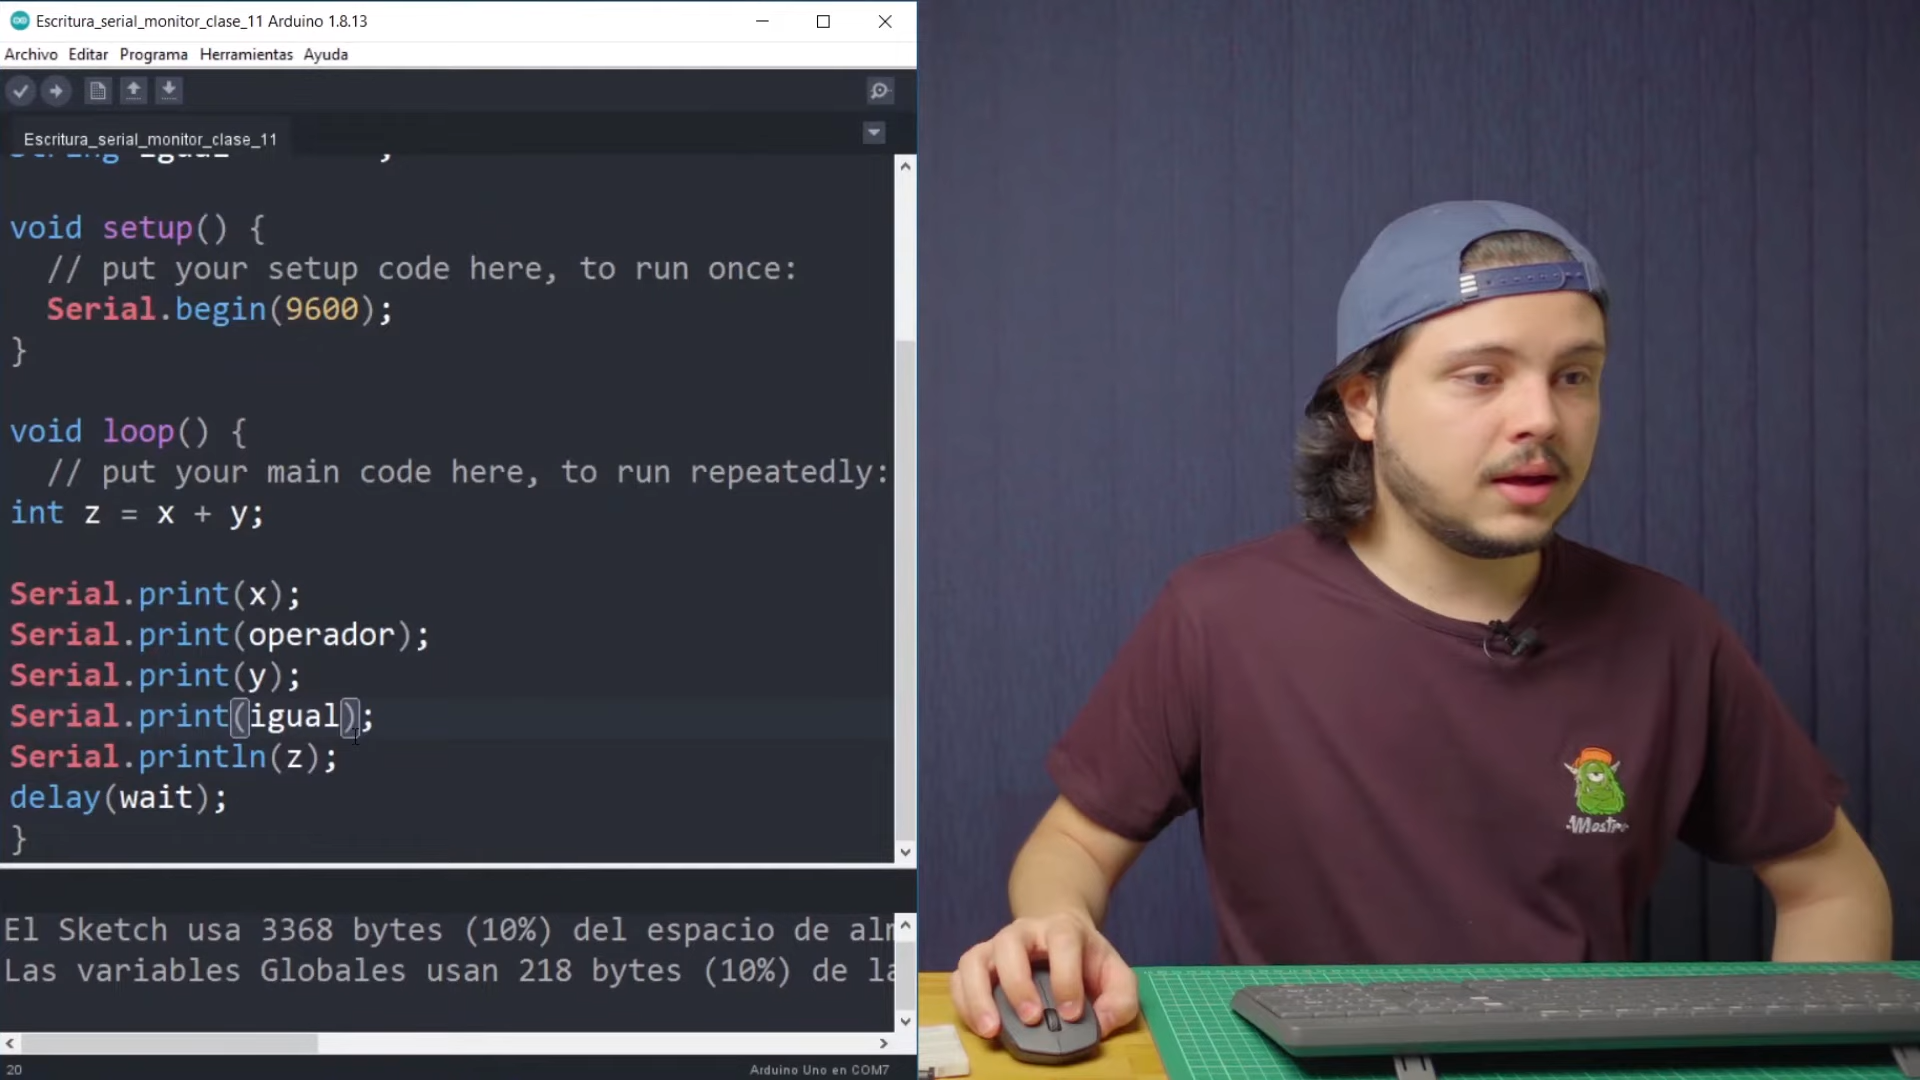 Escritura_serial_monitor_clase_11 Arduino 1.8.13
Archivo Editar Programa Herramientas Ayuda
Escritura_serial_monitor_clase_11
String igual ;
void setup() {
// put your setup code here, to run once:
Serial.begin(9600);
}
void loop() {
// put your main code here, to run repeatedly:
int z = x + y;
Serial.print(x);
Serial.print(operador);
Serial.print(y);
Serial.print(igual);
Serial.println(z);
delay(wait);
}
El Sketch usa 3368 bytes (10%) del espacio de
Las variables Globales usan 218 bytes (10%) de
20
Arduino Uno en COM7